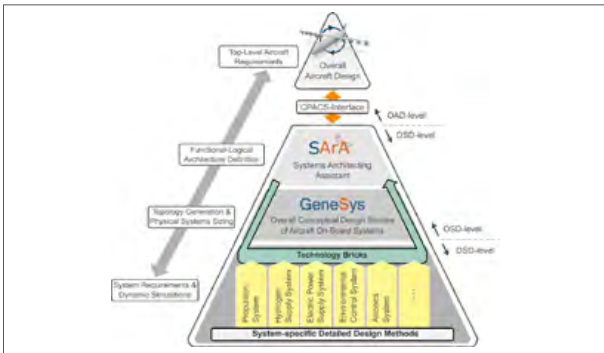 Top-Level Aircraft
Requirements
Overall
Aircraft Design
CPACS-Interface
OAD-level
OSD-level
SArA
Systems Architecting
Assistant
Functional-Logical
Architecture Definition
GeneSys
Overall Conceptual Design Studies
of Aircraft On-Board Systems
Topology Generation &
Physical Systems Sizing
OSD-level
DSD-level
Technology Bricks
System Requirements &
Dynamic Simulations
Propulsion
System
Hydrogen
Supply System
Electric Power
Supply System
Environmental
Control System
Avionics
System
.....
System-specific Detailed Design Methods